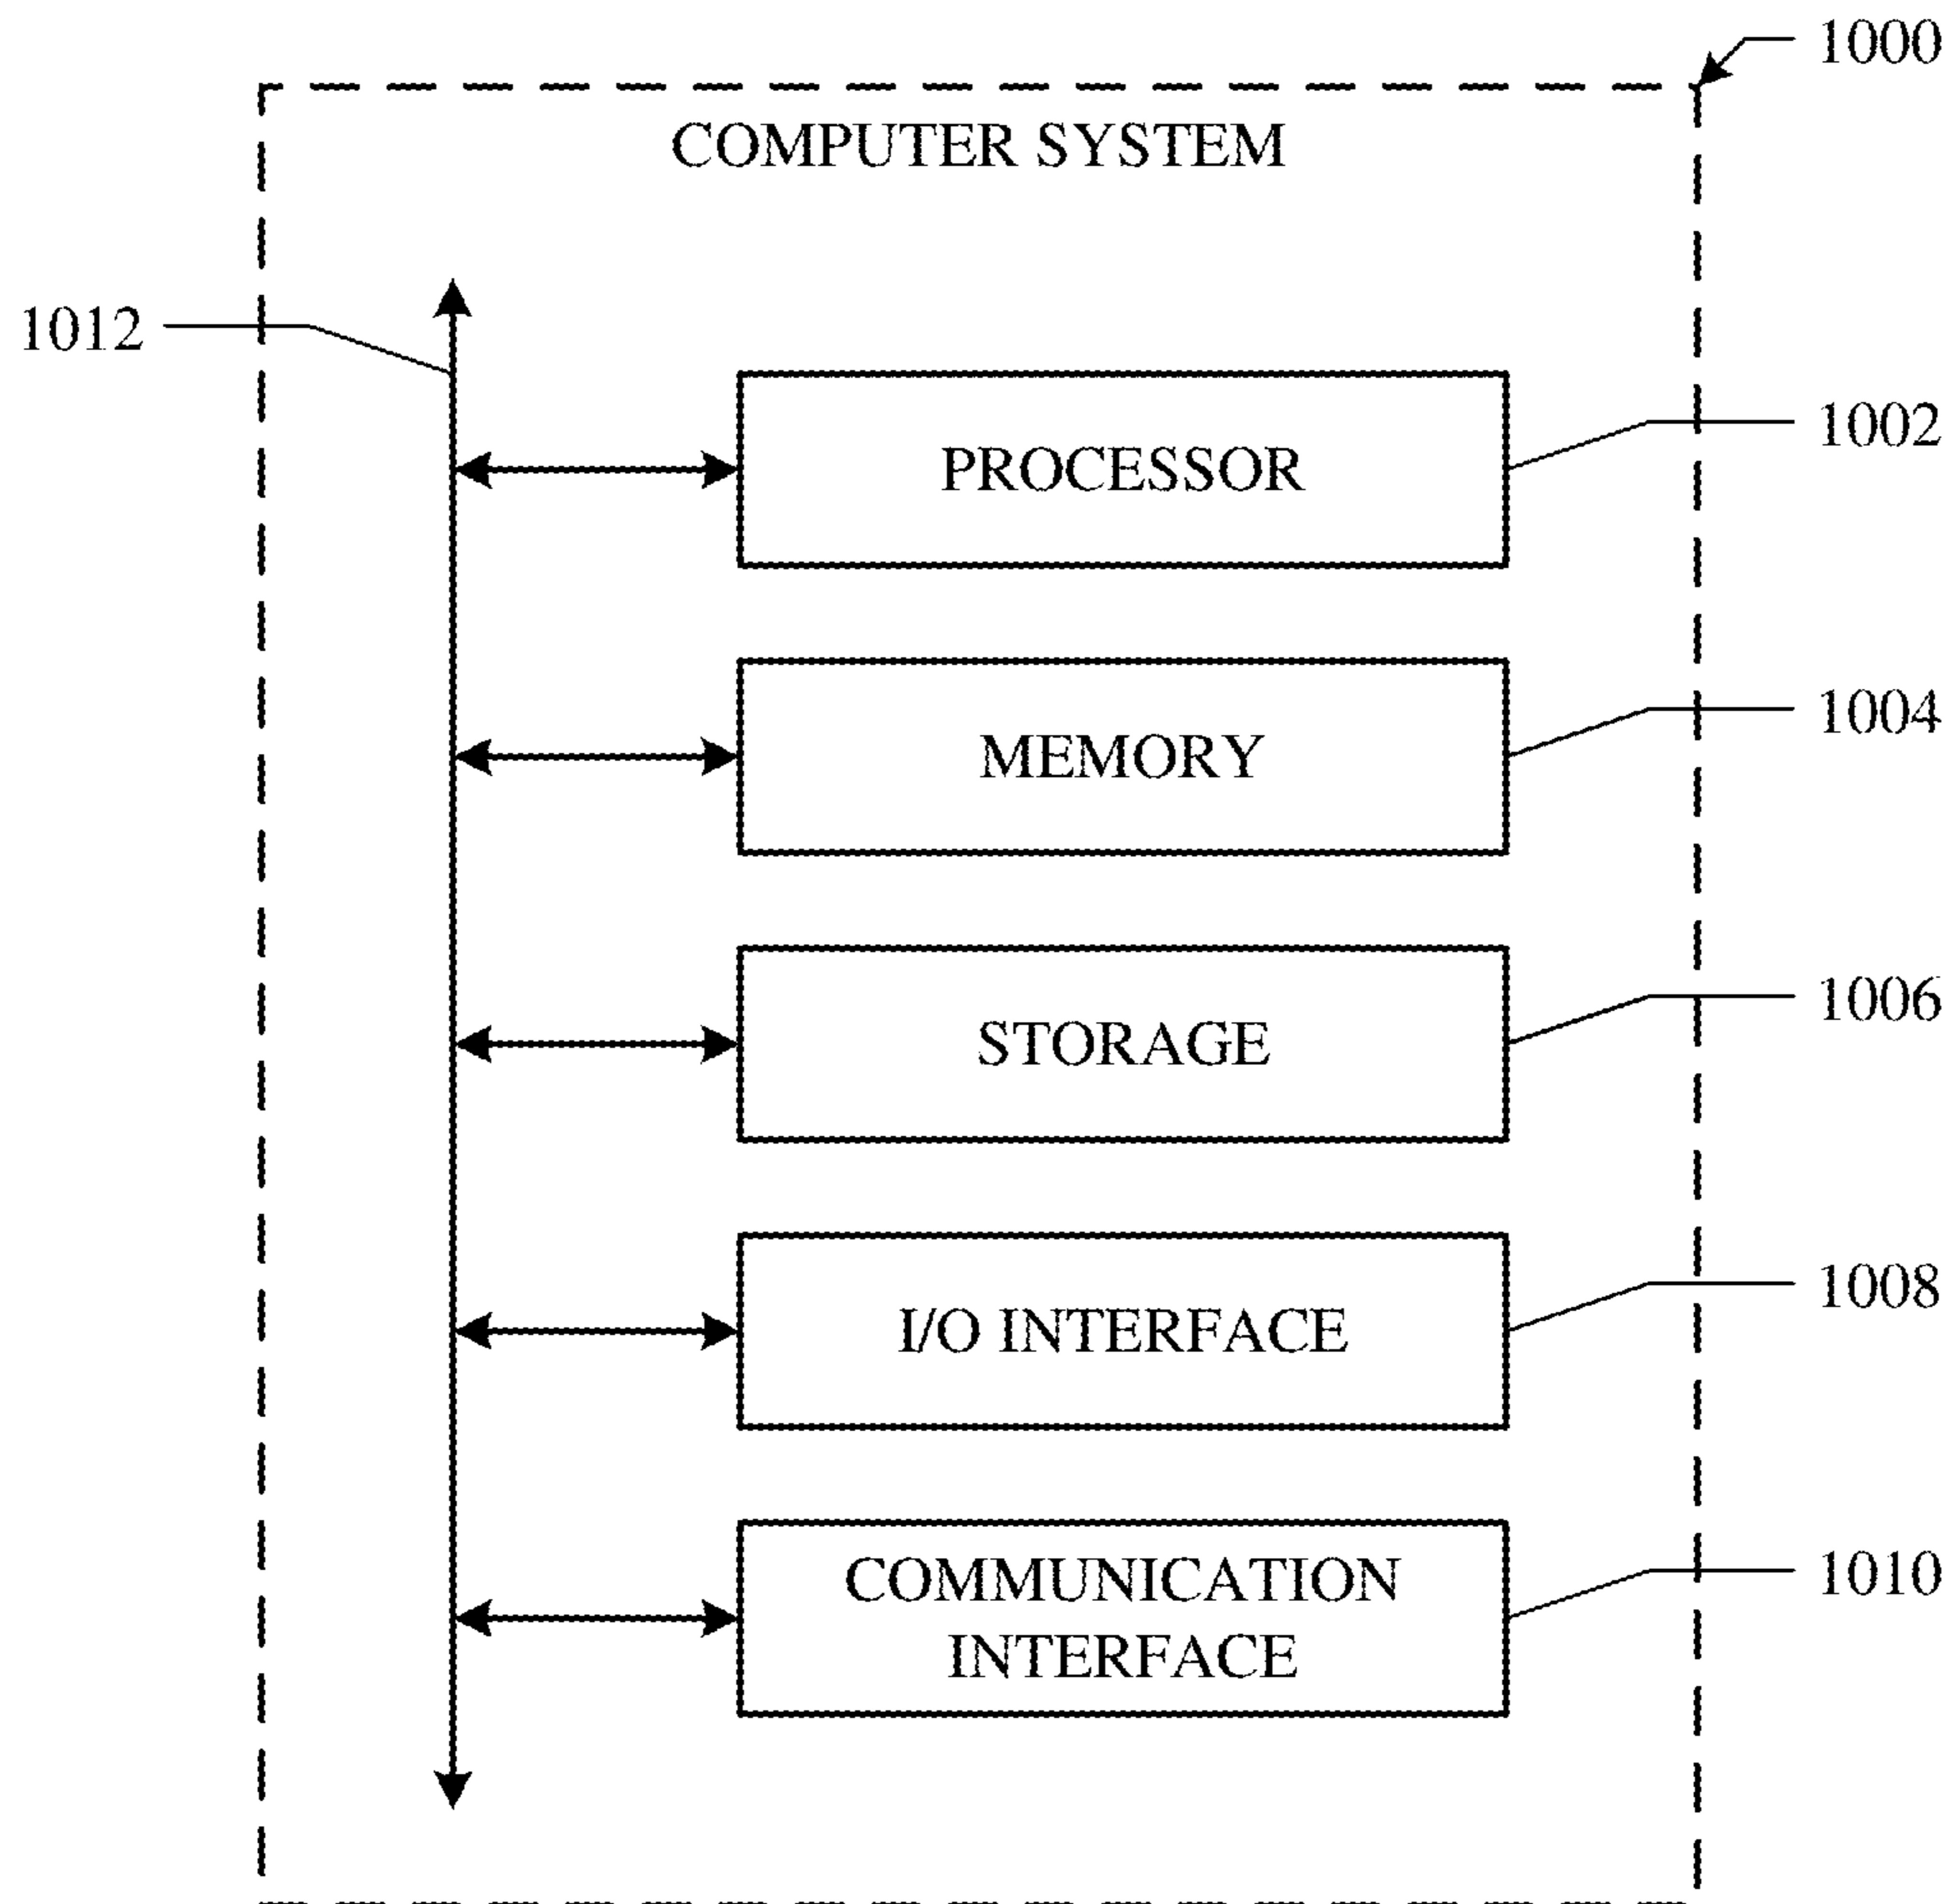 1000
COMPUTER SYSTEM
1012
PROCESSOR
1002
MEMORY
1004
STORAGE
1006
I/O INTERFACE
1008
COMMUNICATION
INTERFACE
1010